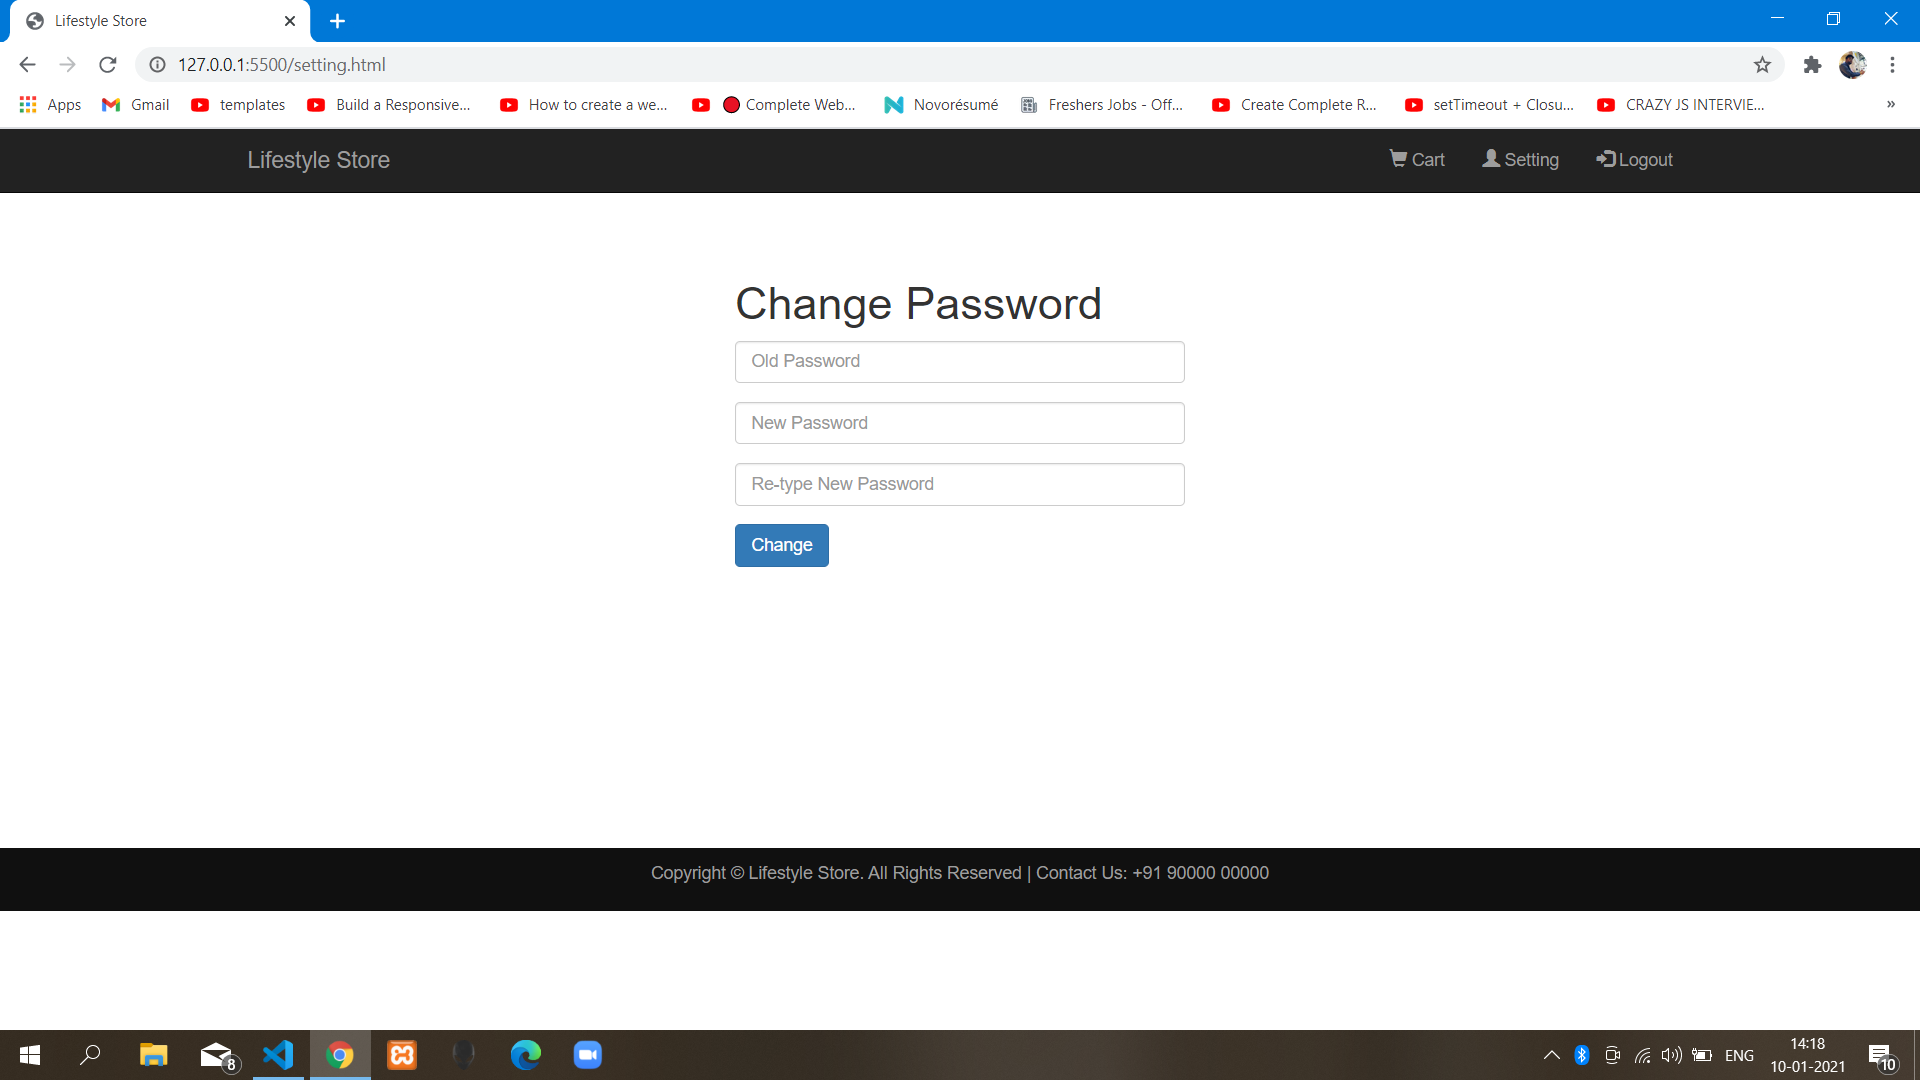 Lifestyle Store
127.0.0.1:5500/setting.html
Apps Gmail templates Build a Responsive... How to create a we... Complete Web... Novorésumé Freshers Jobs - Off... Create Complete R... setTimeout + Closu... CRAZY JS INTERVIE... »
Lifestyle Store Cart Setting Logout
Change Password
Old Password
New Password
Re-type New Password
Change
Copyright © Lifestyle Store. All Rights Reserved | Contact Us: +91 90000 00000
8 ENG 14:18 10
10-01-2021